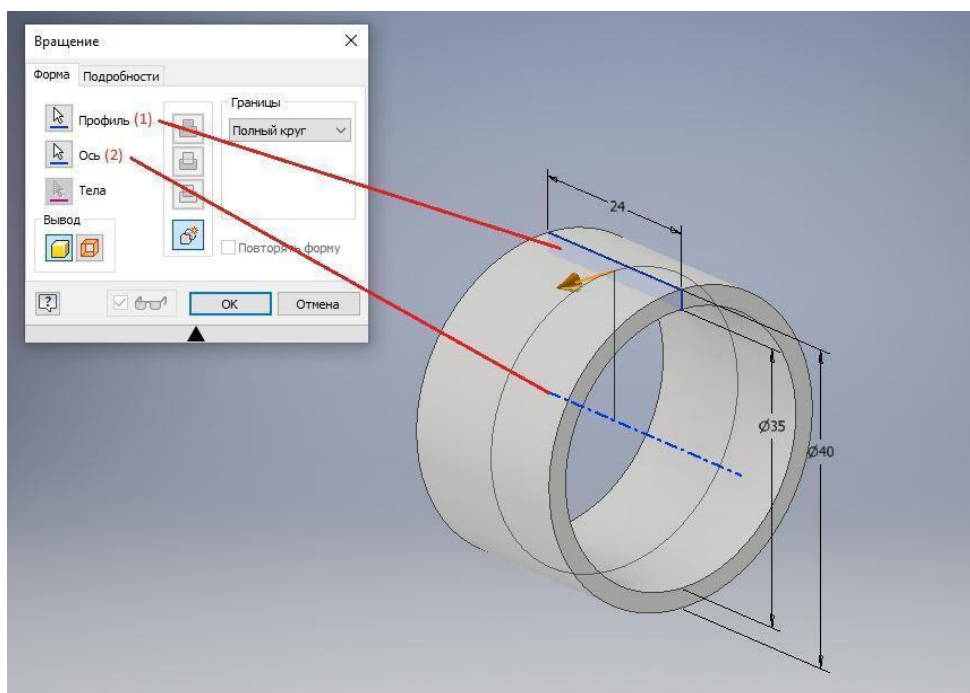 Вращение
Форма Подробности
Профиль (1)
Ось (2)
Тела
Вывод
Границы
Полный круг
Повторять форму
?
OK Отмена
24
Ø35
Ø40